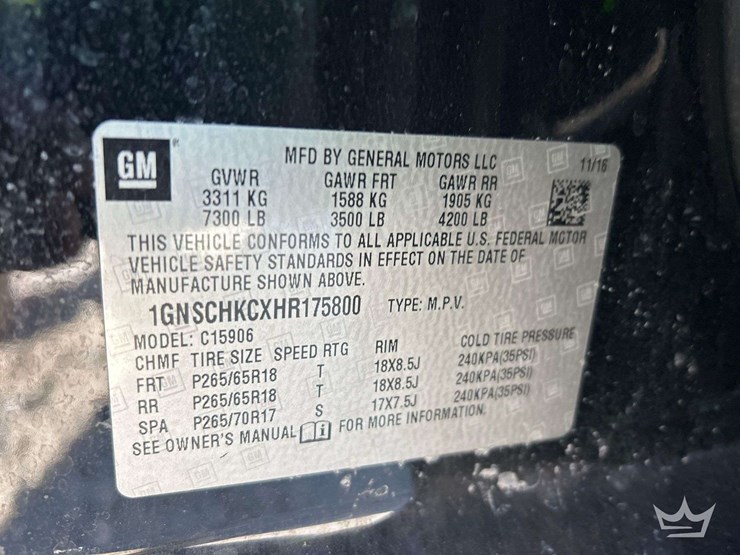 GM
MFD BY GENERAL MOTORS LLC 11/16
GVWR GAWR FRT GAWR RR
3311 KG 1588 KG 1905 KG
7300 LB 3500 LB 4200 LB
THIS VEHICLE CONFORMS TO ALL APPLICABLE U.S. FEDERAL MOTOR
VEHICLE SAFETY STANDARDS IN EFFECT ON THE DATE OF
MANUFACTURE SHOWN ABOVE.
1GNSCHKCXHR175800 TYPE: M.P.V.
MODEL: C15906
CHMF TIRE SIZE SPEED RTG RIM COLD TIRE PRESSURE
FRT P265/65R18 T 18X8.5J 240KPA(35PSI)
RR P265/65R18 T 18X8.5J 240KPA(35PSI)
SPA P265/70R17 S 17X7.5J 240KPA(35PSI)
SEE OWNER'S MANUAL i FOR MORE INFORMATION.